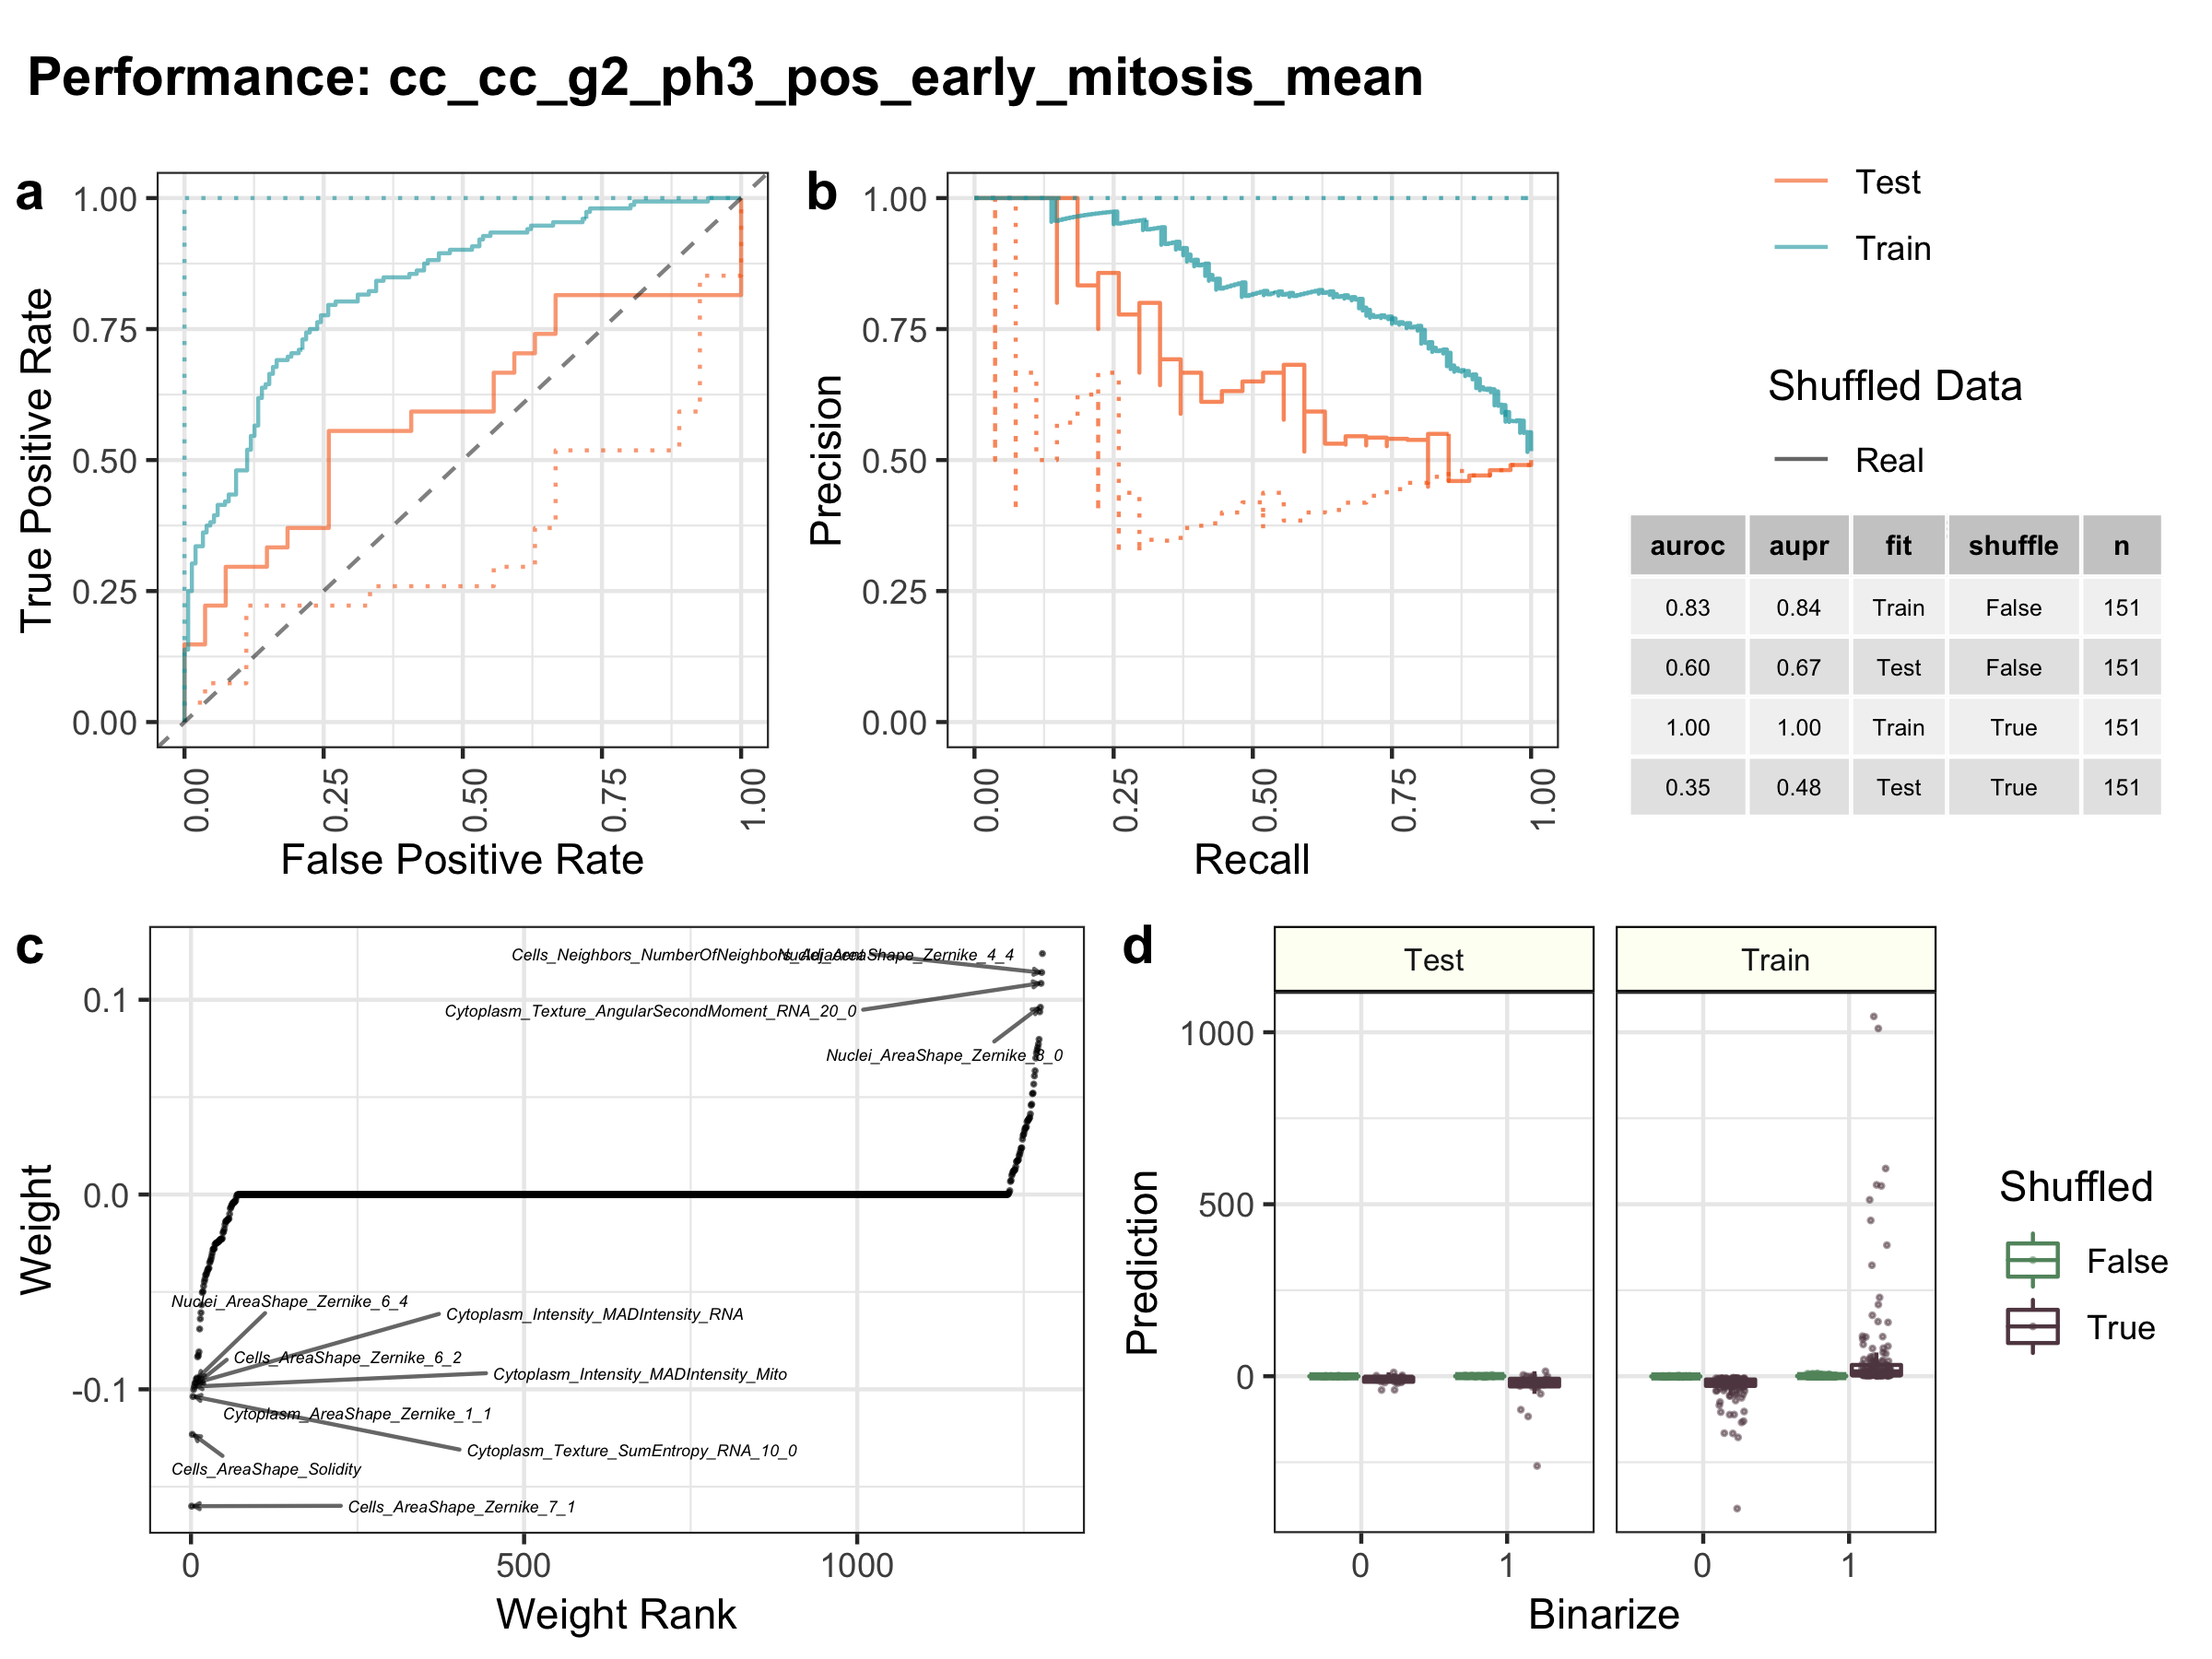 Performance: cc_cc_g2_ph3_pos_early_mitosis_mean
a
1.00
0.75
0.50
0.25
0.00
True Positive Rate
0.00
0.25
0.50
0.75
1.00
False Positive Rate
b
1.00
0.75
0.50
0.25
0.00
Precision
0.00
0.25
0.50
0.75
1.00
Recall
Test
Train
Shuffled Data
Real
auroc aupr fit shuffle n
0.83 0.84 Train False 151
0.60 0.67 Test False 151
1.00 1.00 Train True 151
0.35 0.48 Test True 151
c
0.1
0.0
-0.1
Weight
Cells_Neighbors_NumberOfNeighbors_Adjacent
Nuclei_AreaShape_Zernike_4_4
Cytoplasm_Texture_AngularSecondMoment_RNA_20_0
Nuclei_AreaShape_Zernike_8_0
Nuclei_AreaShape_Zernike_6_4
Cytoplasm_Intensity_MADIntensity_RNA
Cells_AreaShape_Zernike_6_2
Cytoplasm_Intensity_MADIntensity_Mito
Cytoplasm_AreaShape_Zernike_1_1
Cytoplasm_Texture_SumEntropy_RNA_10_0
Cells_AreaShape_Solidity
Cells_AreaShape_Zernike_7_1
0
500
1000
Weight Rank
d
Test
Train
1000
500
0
Prediction
0
1
0
1
Binarize
Shuffled
False
True